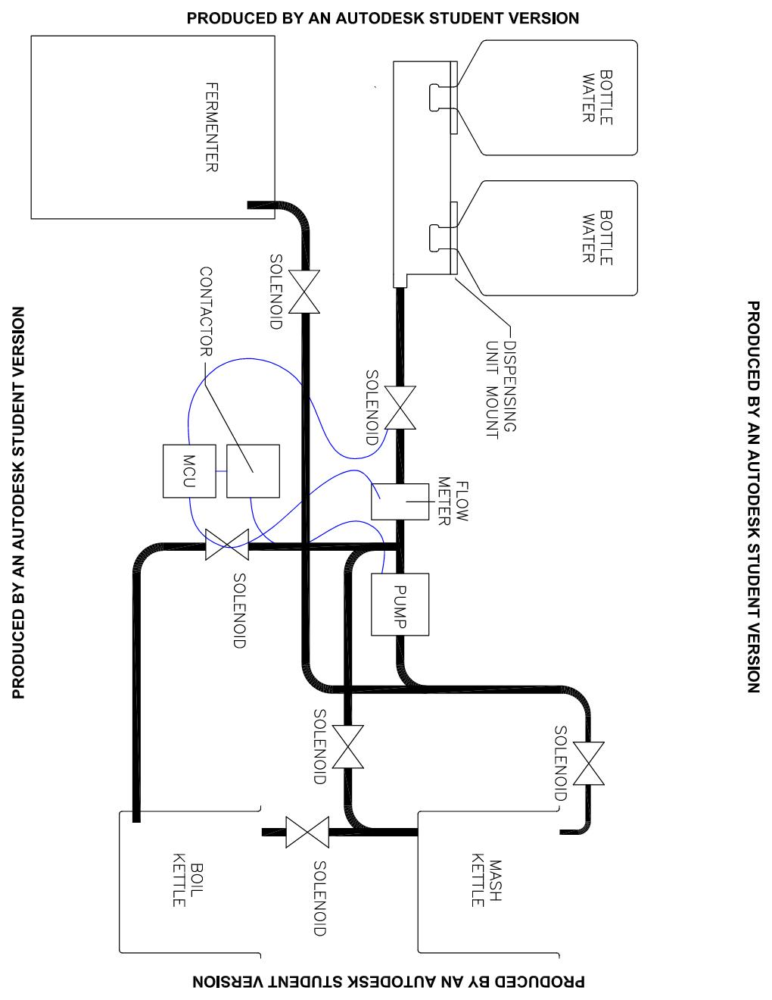 PRODUCED BY AN AUTODESK STUDENT VERSION
BOTTLE
WATER
BOTTLE
WATER
FERMENTER
SOLENOID
CONTACTOR
DISPENSING
UNIT MOUNT
SOLENOID
FLOW
METER
MCU
PUMP
SOLENOID
SOLENOID
SOLENOID
SOLENOID
MASH
KETTLE
BOIL
KETTLE
PRODUCED BY AN AUTODESK STUDENT VERSION
PRODUCED BY AN AUTODESK STUDENT VERSION
PRODUCED BY AN AUTODESK STUDENT VERSION